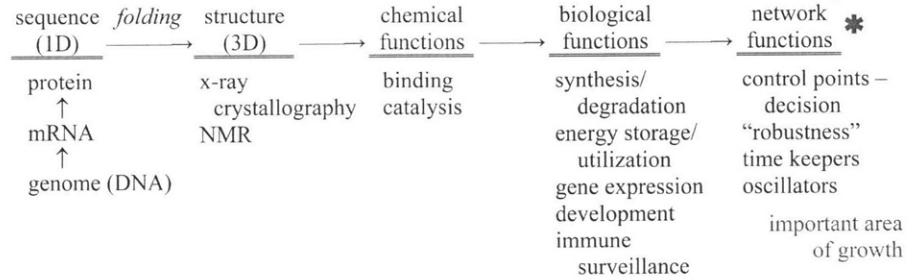 sequence (1D)
folding
structure (3D)
chemical functions
biological functions
network functions *
protein
↑
mRNA
↑
genome (DNA)
x-ray
crystallography
NMR
binding
catalysis
synthesis/
degradation
energy storage/
utilization
gene expression
development
immune
surveillance
control points –
decision
“robustness”
time keepers
oscillators
important area
of growth